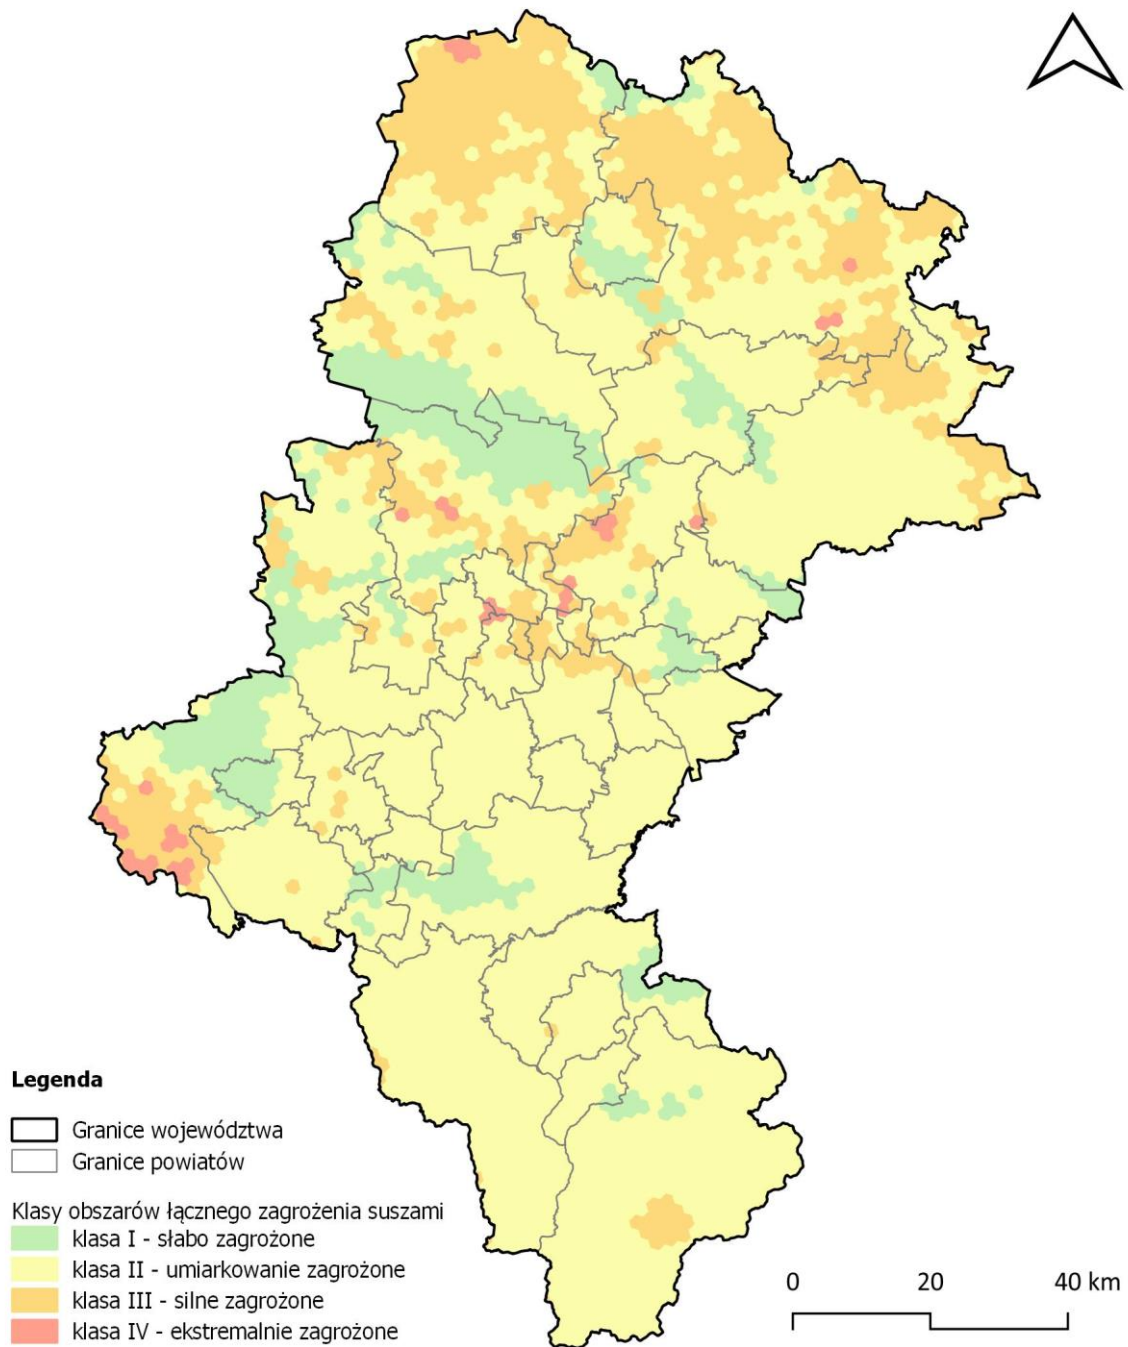 Legenda
Granice województwa
Granice powiatów
Klasy obszarów łącznego zagrożenia suszami
klasa I - słabo zagrożone
klasa II - umiarkowanie zagrożone
klasa III - silne zagrożone
klasa IV - ekstremalnie zagrożone
0 20 40 km